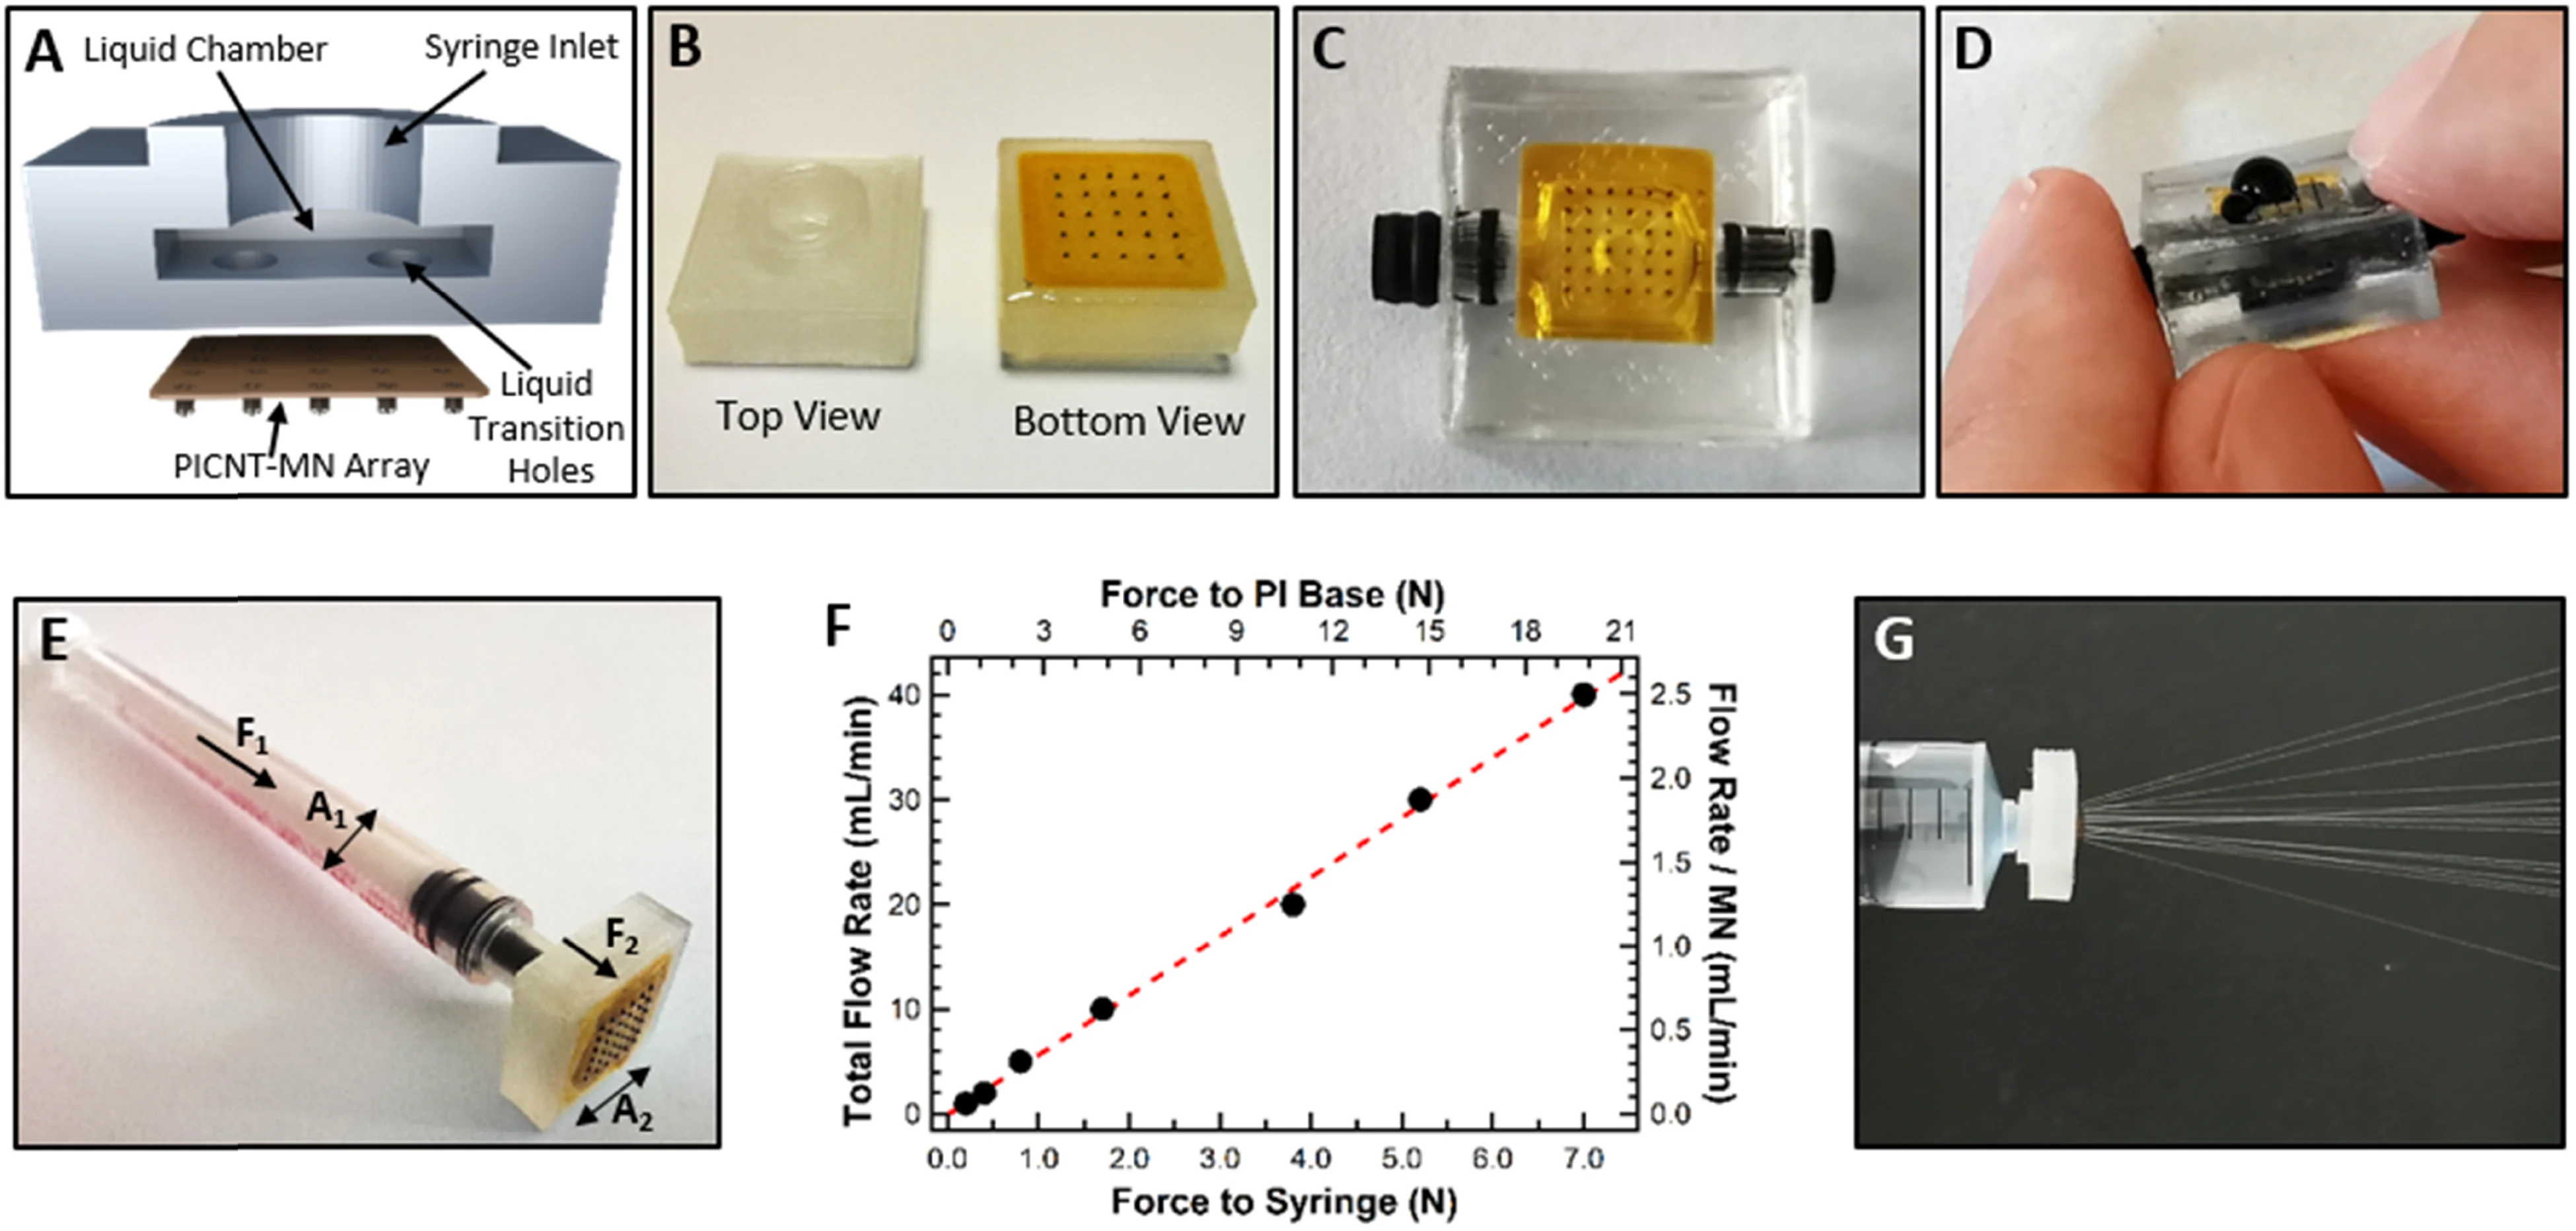 A
Liquid Chamber
Syringe Inlet
Liquid
Transition
Holes
PICNT-MN Array
B
Top View
Bottom View
C
D
E
F1
A1
F2
A2
F
Force to PI Base (N)
0 3 6 9 12 15 18 21
Total Flow Rate (mL/min)
40
30
20
10
0
2.5
2.0
1.5
1.0
0.5
0.0
Flow Rate / MN (mL/min)
0.0 1.0 2.0 3.0 4.0 5.0 6.0 7.0
Force to Syringe (N)
G